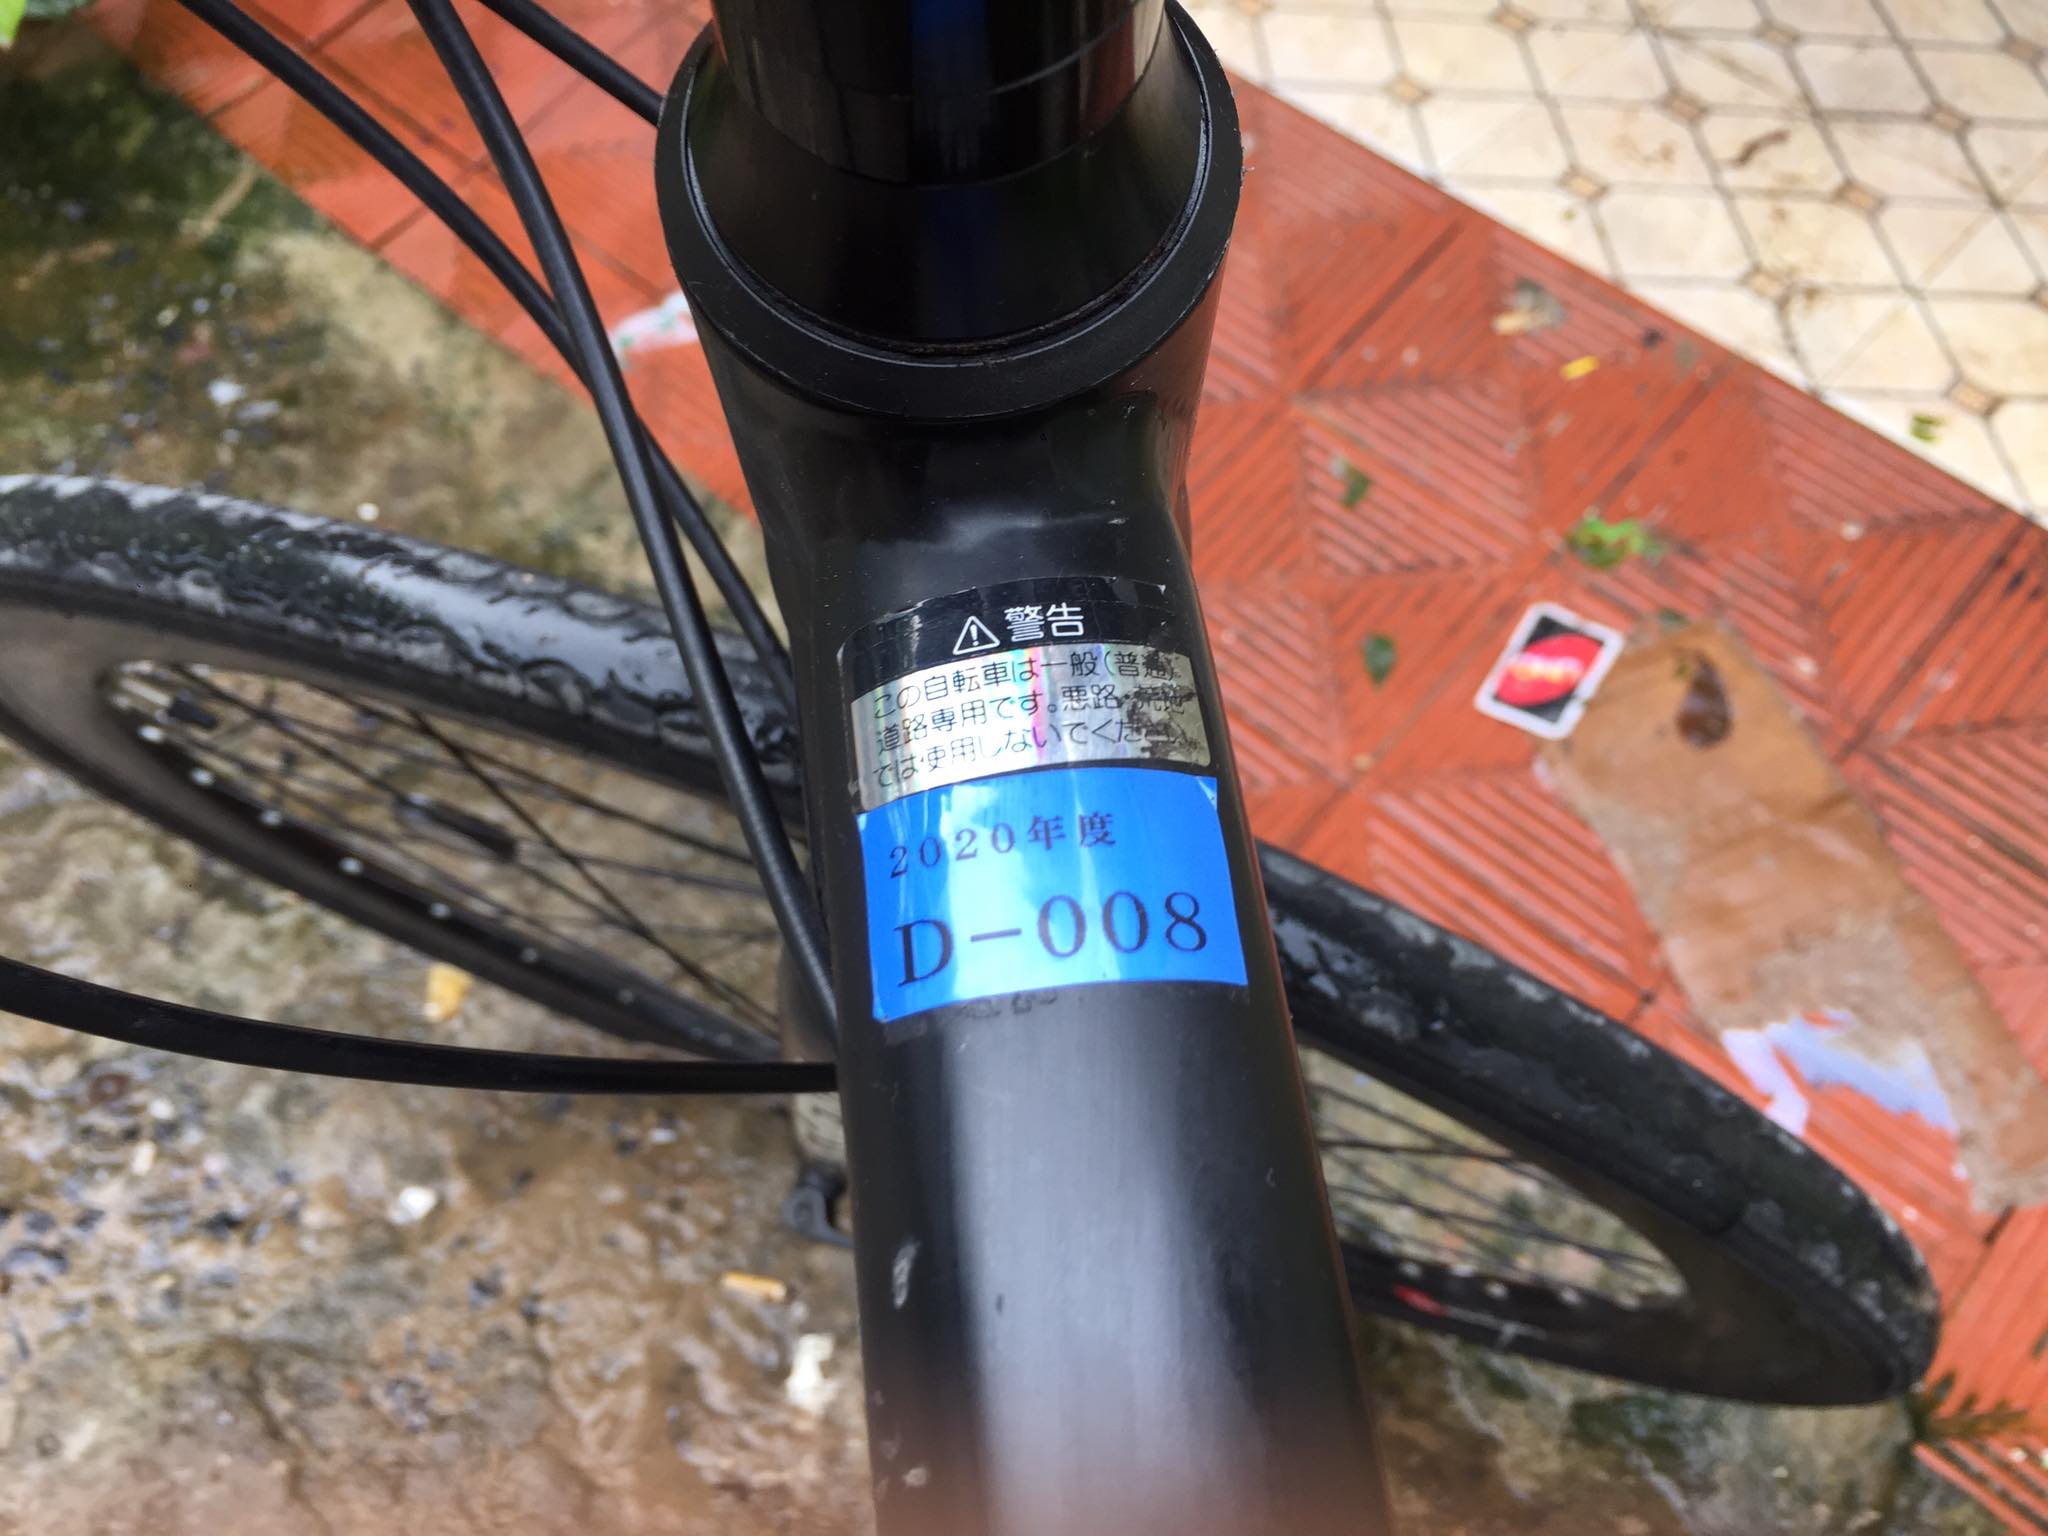 警告
この自転車は一般(普通)
道路専用です。悪路・荒地
では使用しないでください。
2020年度
D-008